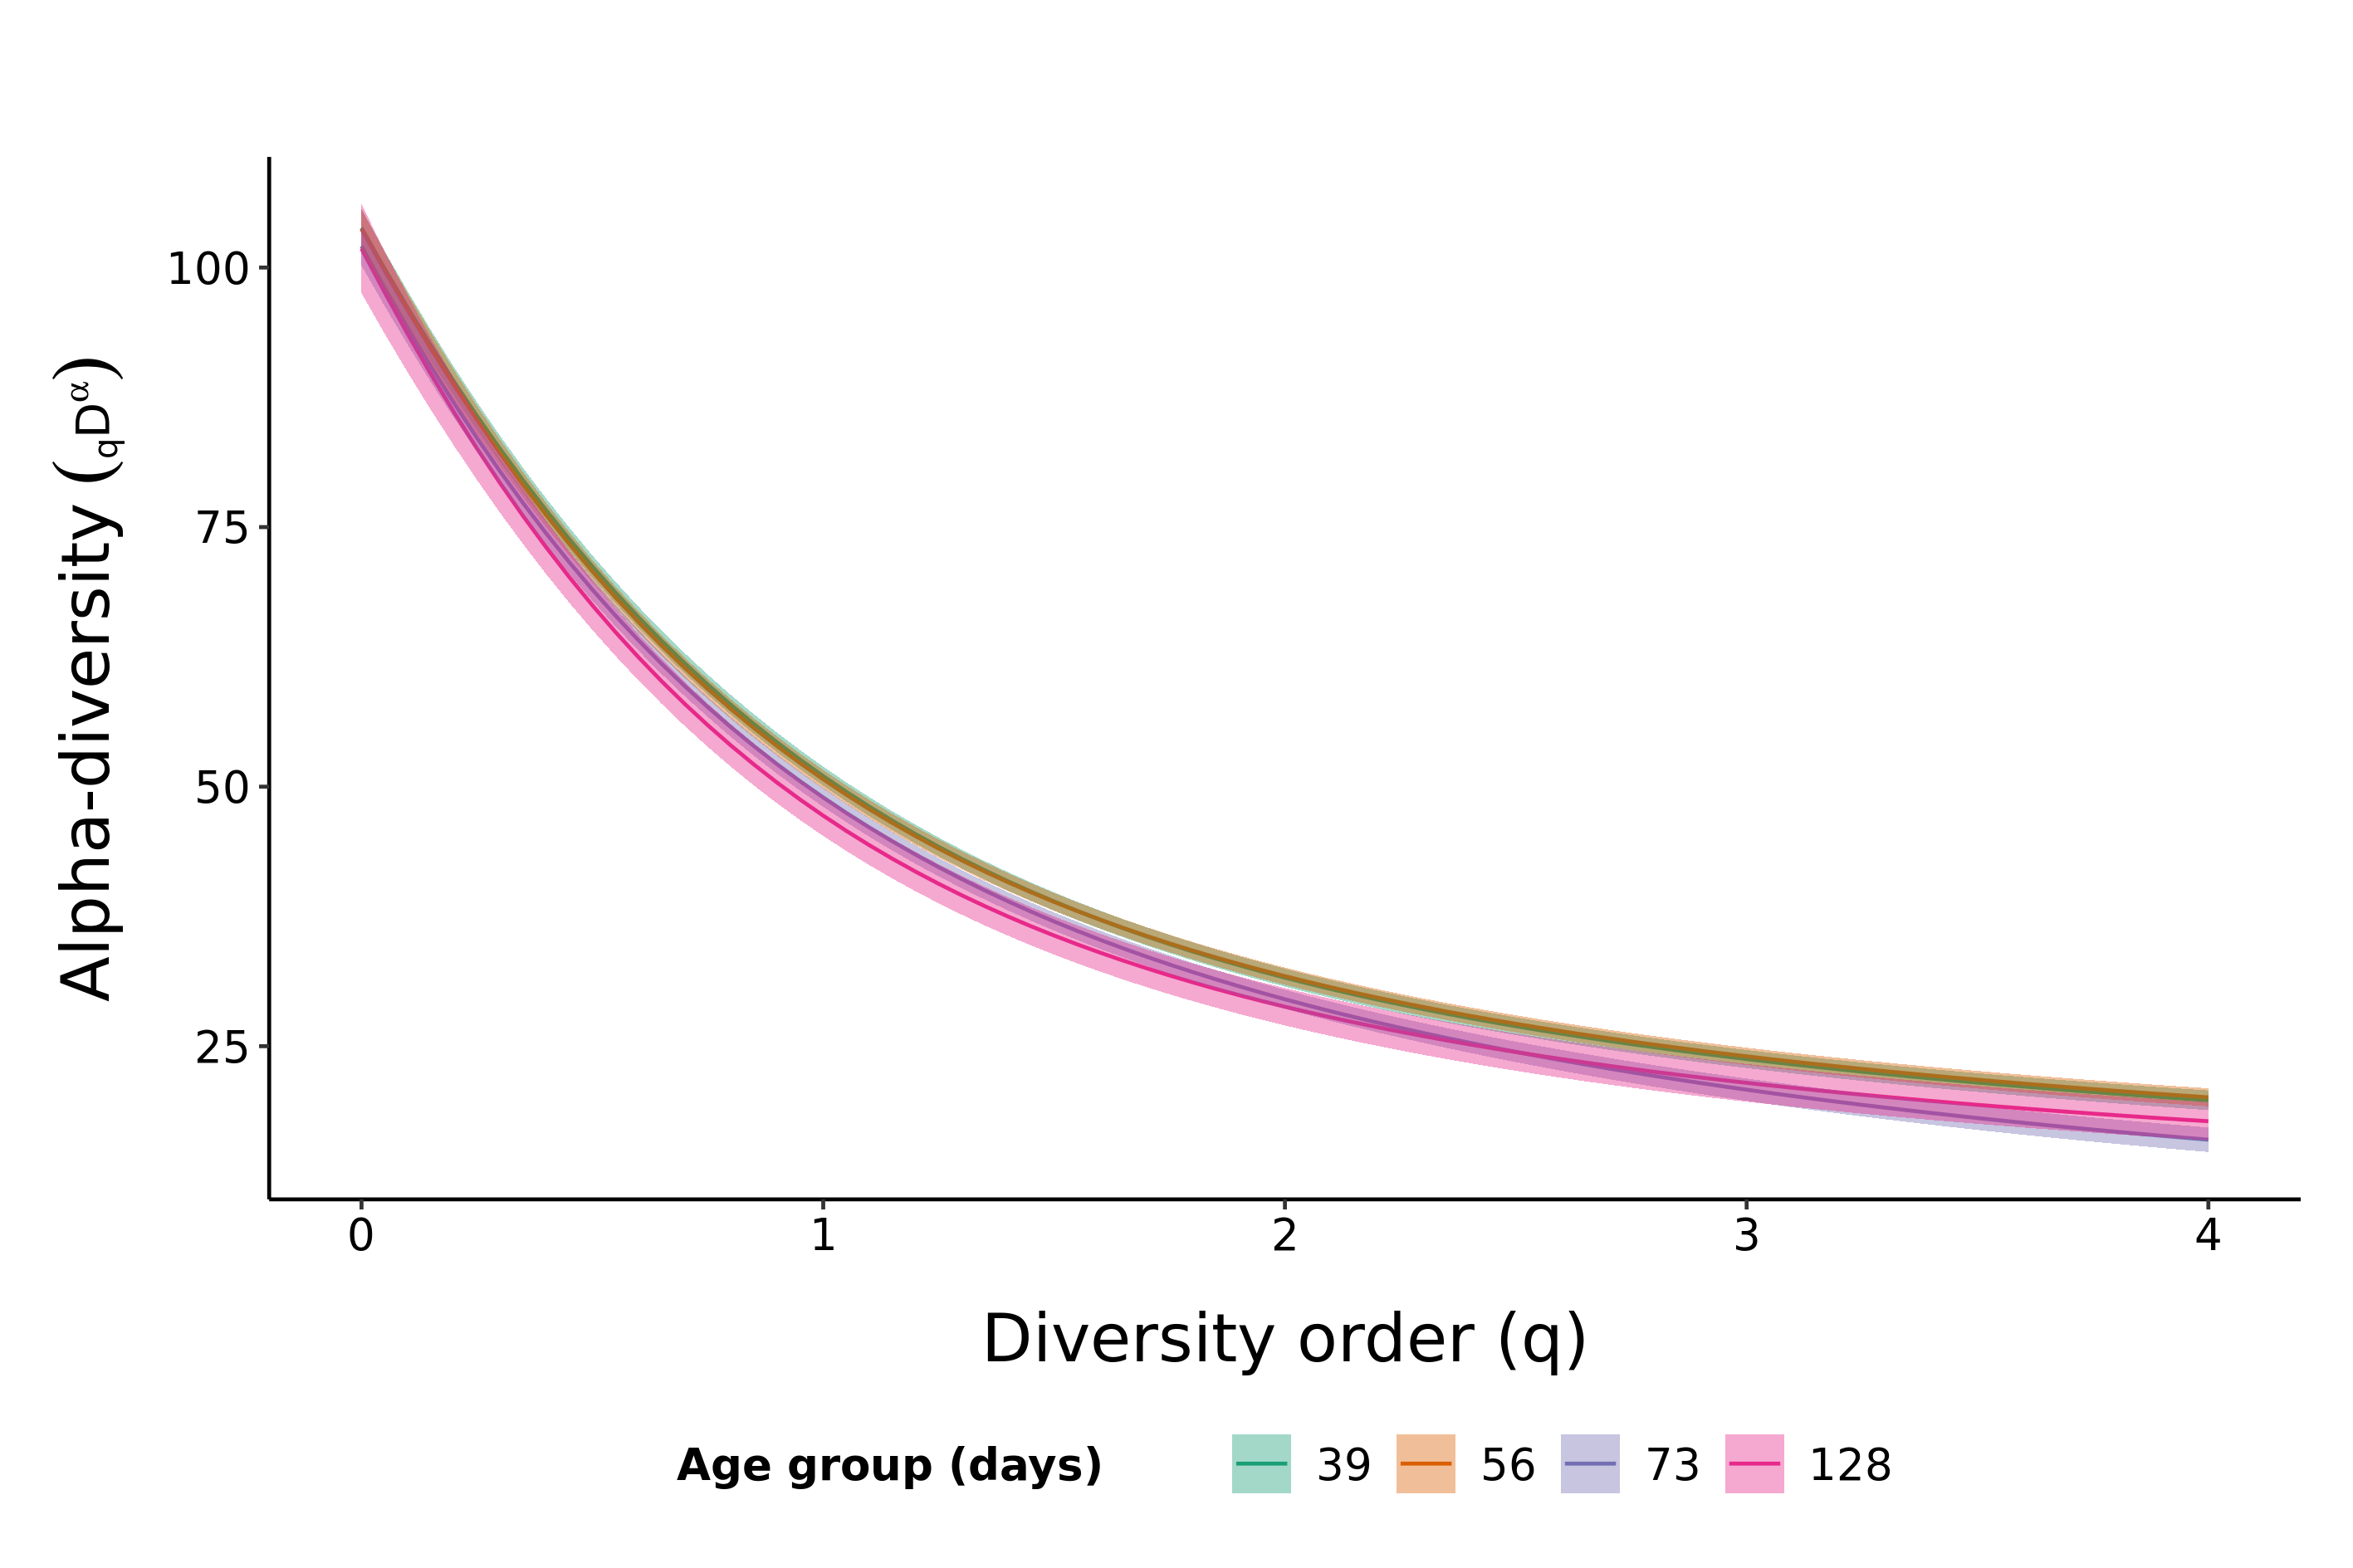 Alpha-diversity (qDα)
100
75
50
25
0 1 2 3 4
Diversity order (q)
Age group (days) 39 56 73 128